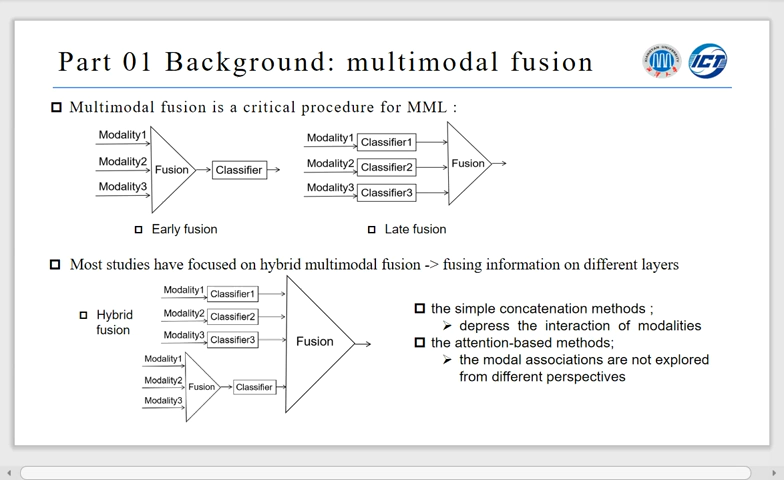 Part 01 Background: multimodal fusion
ICT
Multimodal fusion is a critical procedure for MML :
Modality1
Modality2
Modality3
Fusion
Classifier
Early fusion
Modality1
Classifier1
Modality2
Classifier2
Modality3
Classifier3
Fusion
Late fusion
Most studies have focused on hybrid multimodal fusion -> fusing information on different layers
Hybrid
fusion
Modality1
Classifier1
Modality2
Classifier2
Modality3
Classifier3
Modality1
Modality2
Modality3
Fusion
Classifier
Fusion
the simple concatenation methods ;
depress the interaction of modalities
the attention-based methods;
the modal associations are not explored
from different perspectives